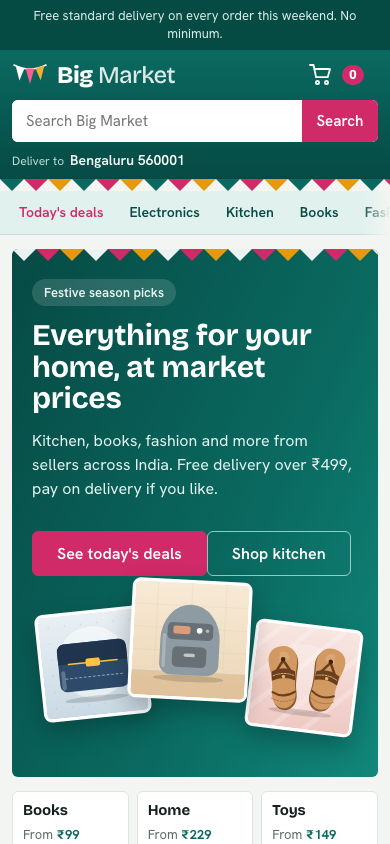 Free standard delivery on every order this weekend. No
minimum.
Big Market
0
Search Big Market
Search
Deliver to Bengaluru 560001
Today's deals Electronics Kitchen Books Fas
Festive season picks
Everything for your
home, at market
prices
Kitchen, books, fashion and more from
sellers across India. Free delivery over ₹499,
pay on delivery if you like.
See today's deals
Shop kitchen
Books Home Toys
From ₹99 From ₹229 From ₹149